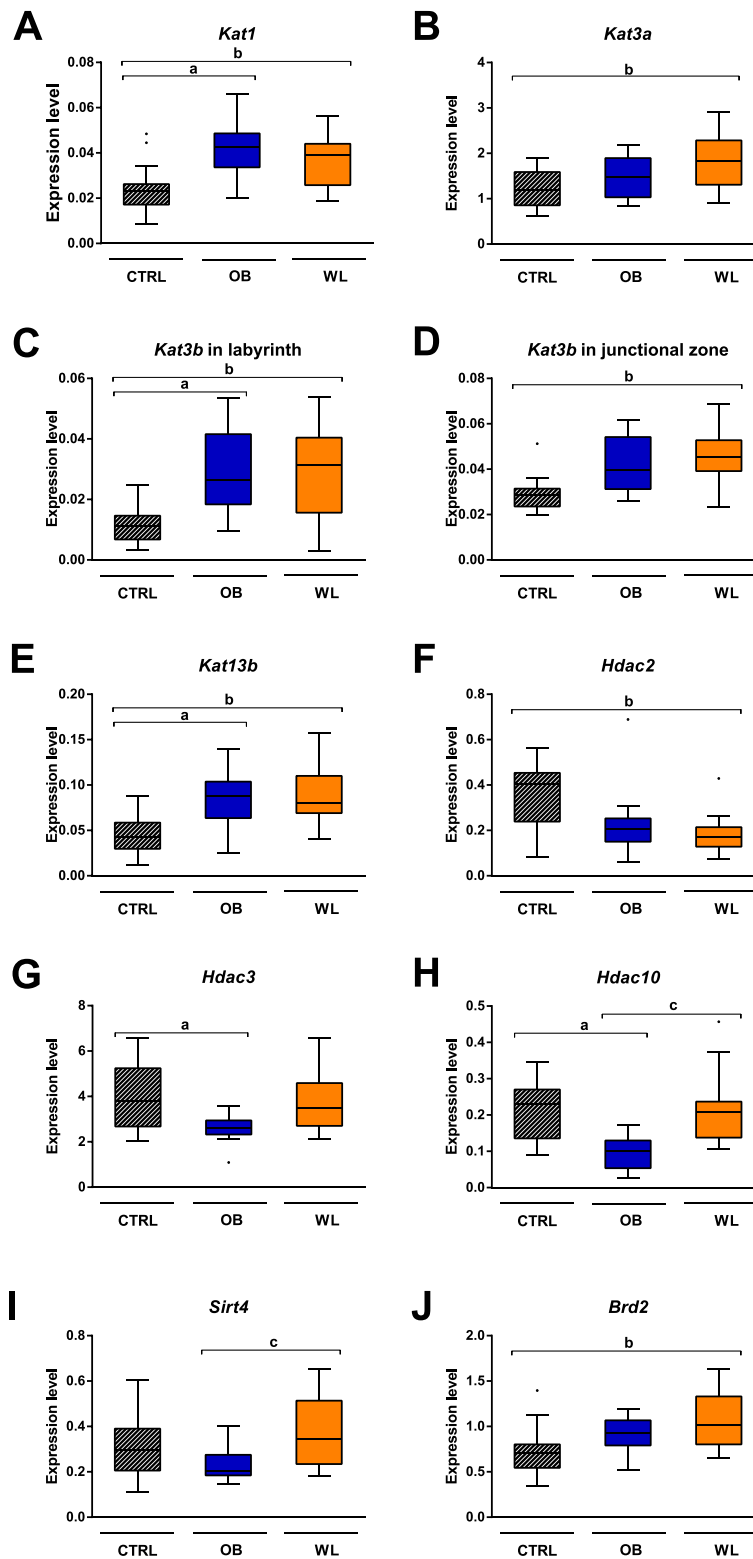 A
Kat1
b
a
Expression level
0.08
0.06
0.04
0.02
0.00
CTRL
OB
WL
B
Kat3a
b
Expression level
4
3
2
1
0
CTRL
OB
WL
C
Kat3b in labyrinth
b
a
Expression level
0.06
0.04
0.02
0.00
CTRL
OB
WL
D
Kat3b in junctional zone
b
Expression level
0.08
0.06
0.04
0.02
0.00
CTRL
OB
WL
E
Kat13b
b
a
Expression level
0.20
0.15
0.10
0.05
0.00
CTRL
OB
WL
F
Hdac2
b
Expression level
0.8
0.6
0.4
0.2
0.0
CTRL
OB
WL
G
Hdac3
a
Expression level
8
6
4
2
0
CTRL
OB
WL
H
Hdac10
c
a
Expression level
0.5
0.4
0.3
0.2
0.1
0.0
CTRL
OB
WL
I
Sirt4
c
Expression level
0.8
0.6
0.4
0.2
0.0
CTRL
OB
WL
J
Brd2
b
Expression level
2.0
1.5
1.0
0.5
0.0
CTRL
OB
WL